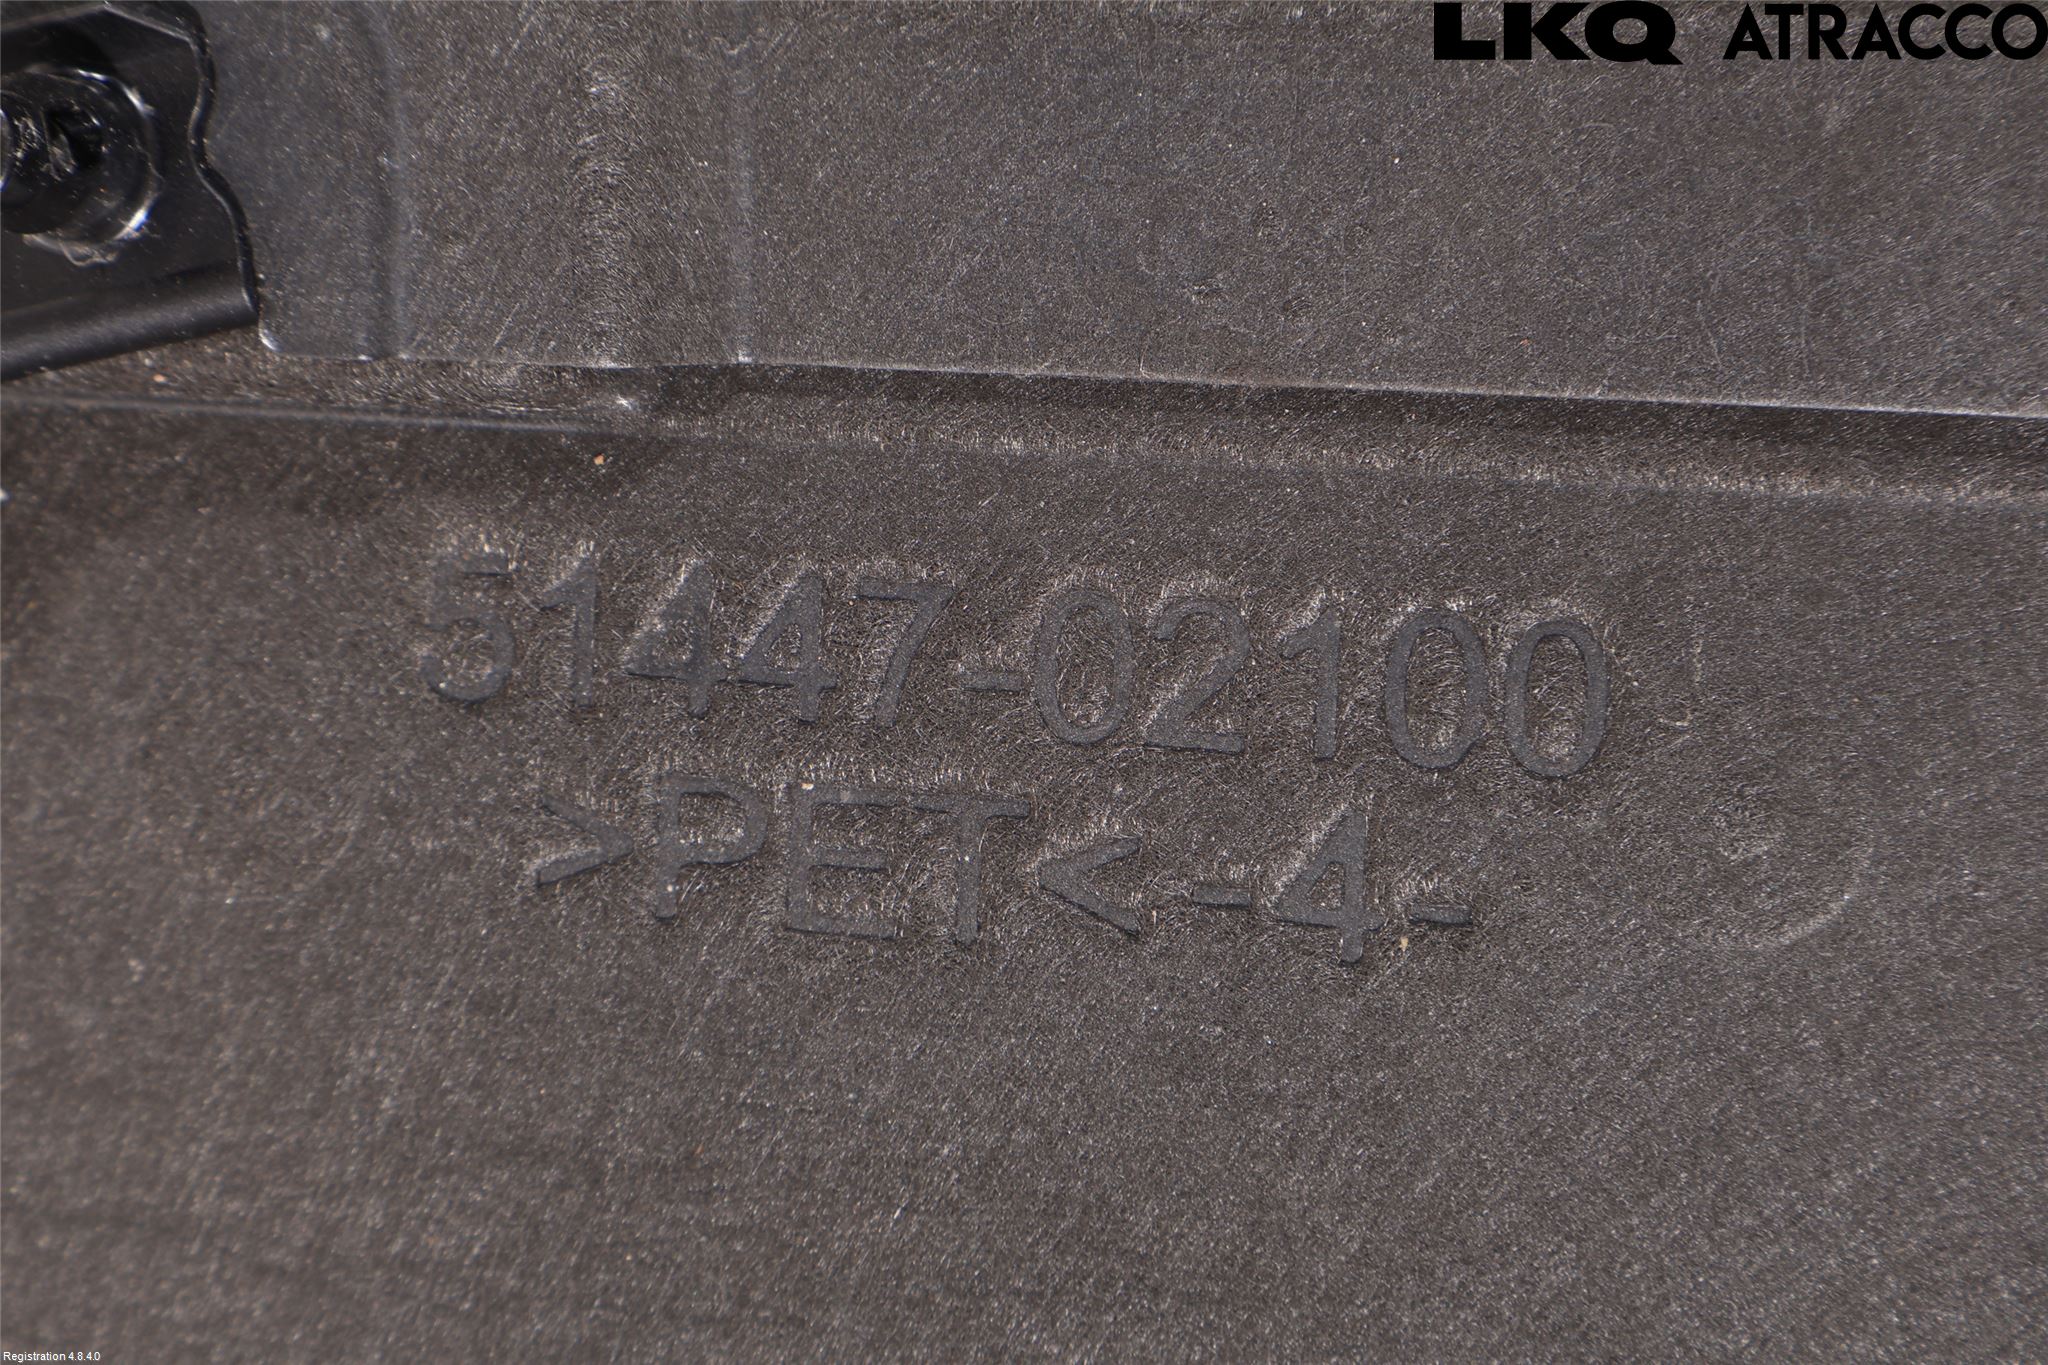 LKQ ATRACCO
51447-02100
>PET<-4-
Registration 4.8.4.0